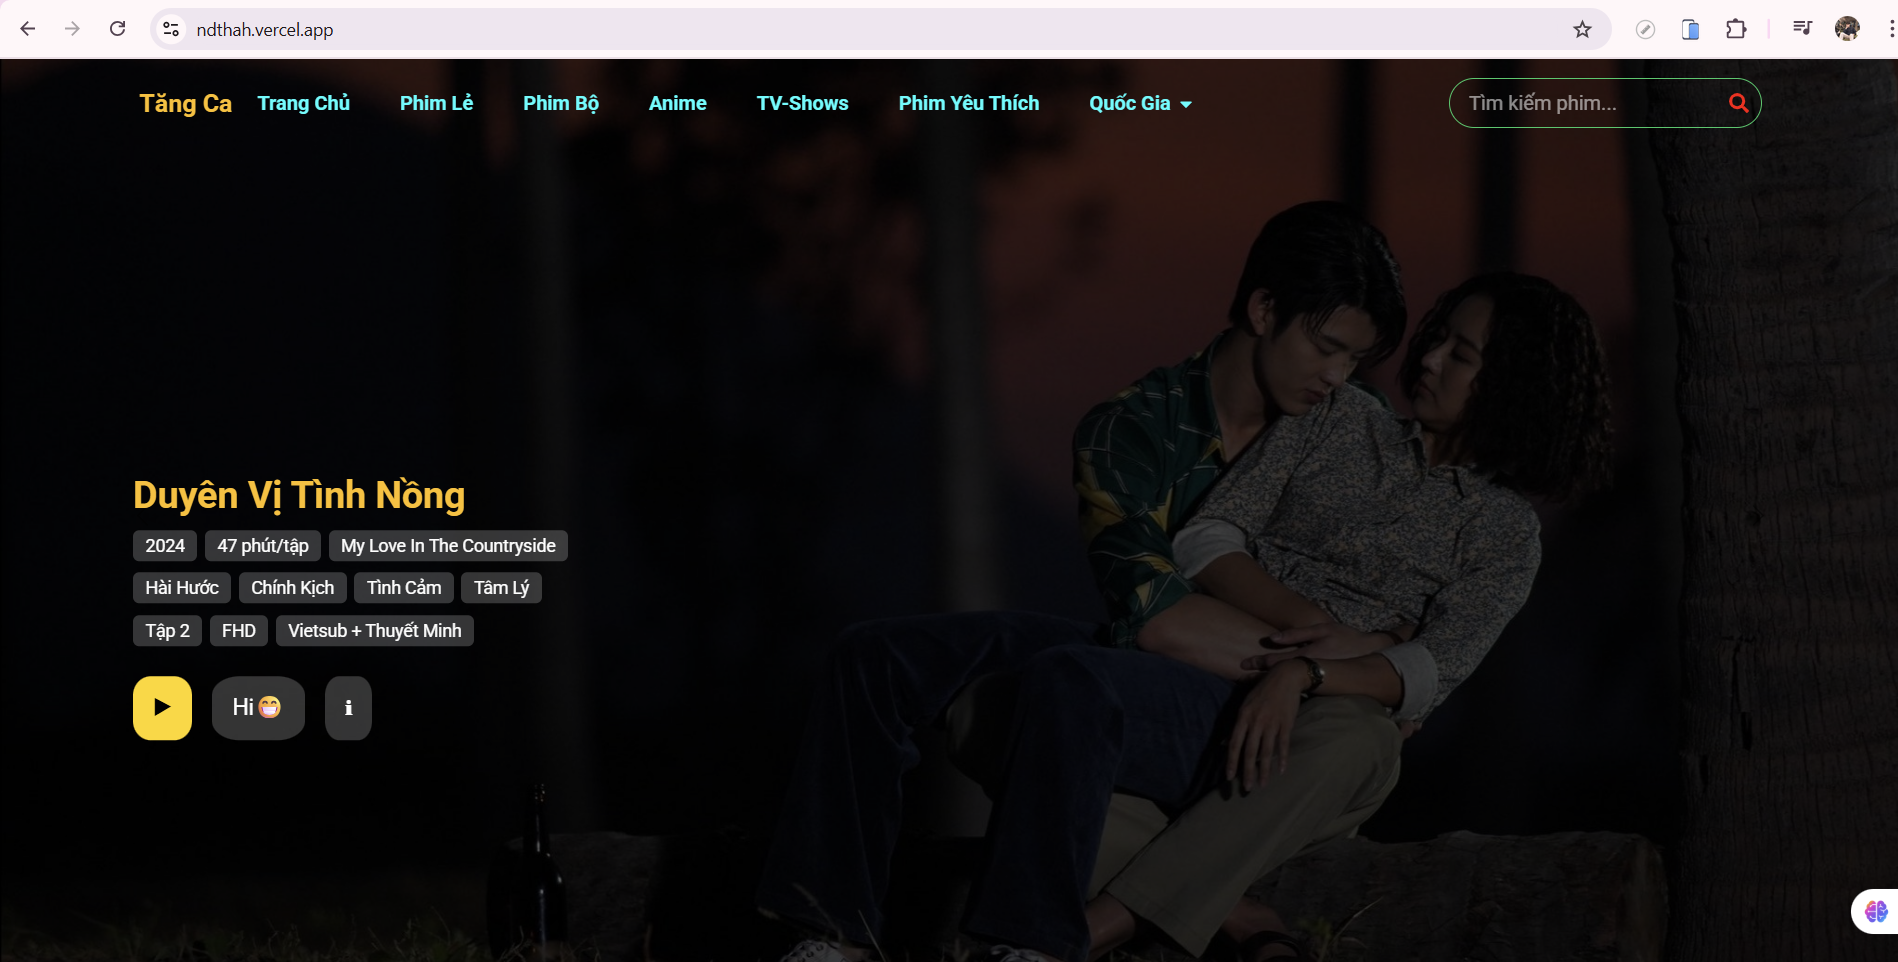 ndthah.vercel.app
Tăng Ca Trang Chủ Phim Lẻ Phim Bộ Anime TV-Shows Phim Yêu Thích Quốc Gia Tìm kiếm phim...
Duyên Vị Tình Nồng
2024 47 phút/tập My Love In The Countryside
Hài Hước Chính Kịch Tình Cảm Tâm Lý
Tập 2 FHD Vietsub + Thuyết Minh
Hi😁 i